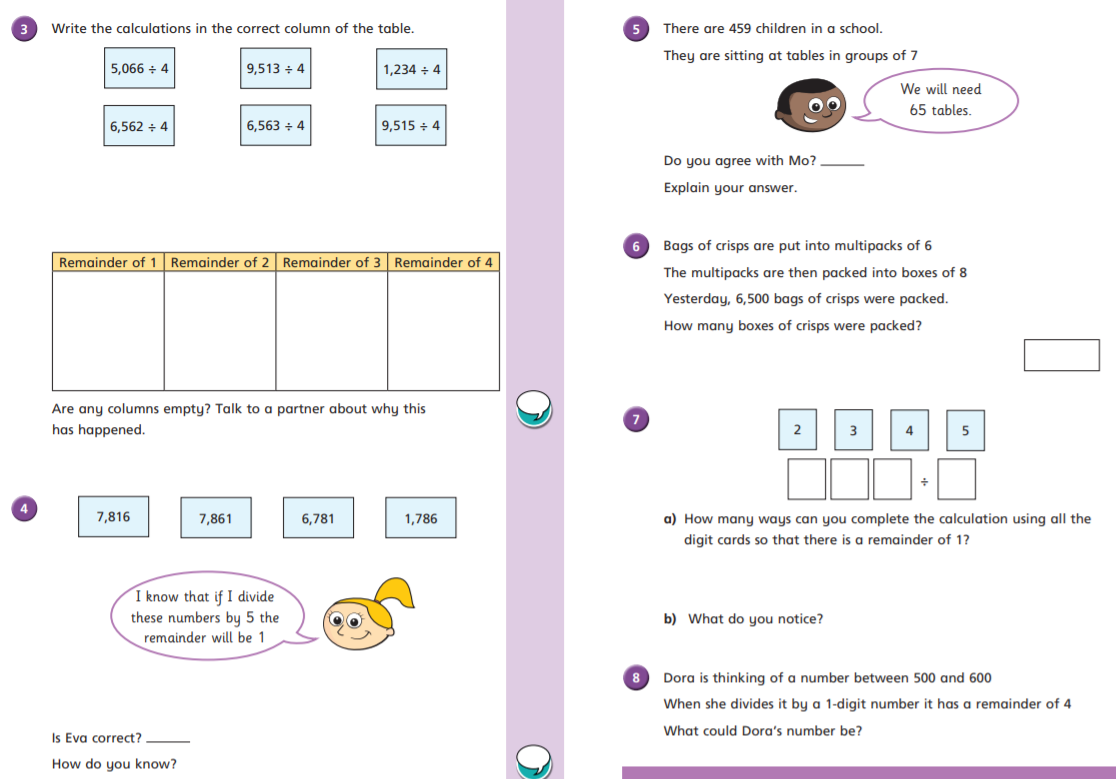 3 Write the calculations in the correct column of the table.
5,066 ÷ 4 9,513 ÷ 4 1,234 ÷ 4
6,562 ÷ 4 6,563 ÷ 4 9,515 ÷ 4
Remainder of 1 Remainder of 2 Remainder of 3 Remainder of 4
Are any columns empty? Talk to a partner about why this
has happened.
4 7,816 7,861 6,781 1,786
I know that if I divide
these numbers by 5 the
remainder will be 1
Is Eva correct? ______
How do you know?
5 There are 459 children in a school.
They are sitting at tables in groups of 7
We will need
65 tables.
Do you agree with Mo? ______
Explain your answer.
6 Bags of crisps are put into multipacks of 6
The multipacks are then packed into boxes of 8
Yesterday, 6,500 bags of crisps were packed.
How many boxes of crisps were packed?
7 2 3 4 5
÷
a) How many ways can you complete the calculation using all the
digit cards so that there is a remainder of 1?
b) What do you notice?
8 Dora is thinking of a number between 500 and 600
When she divides it by a 1-digit number it has a remainder of 4
What could Dora's number be?